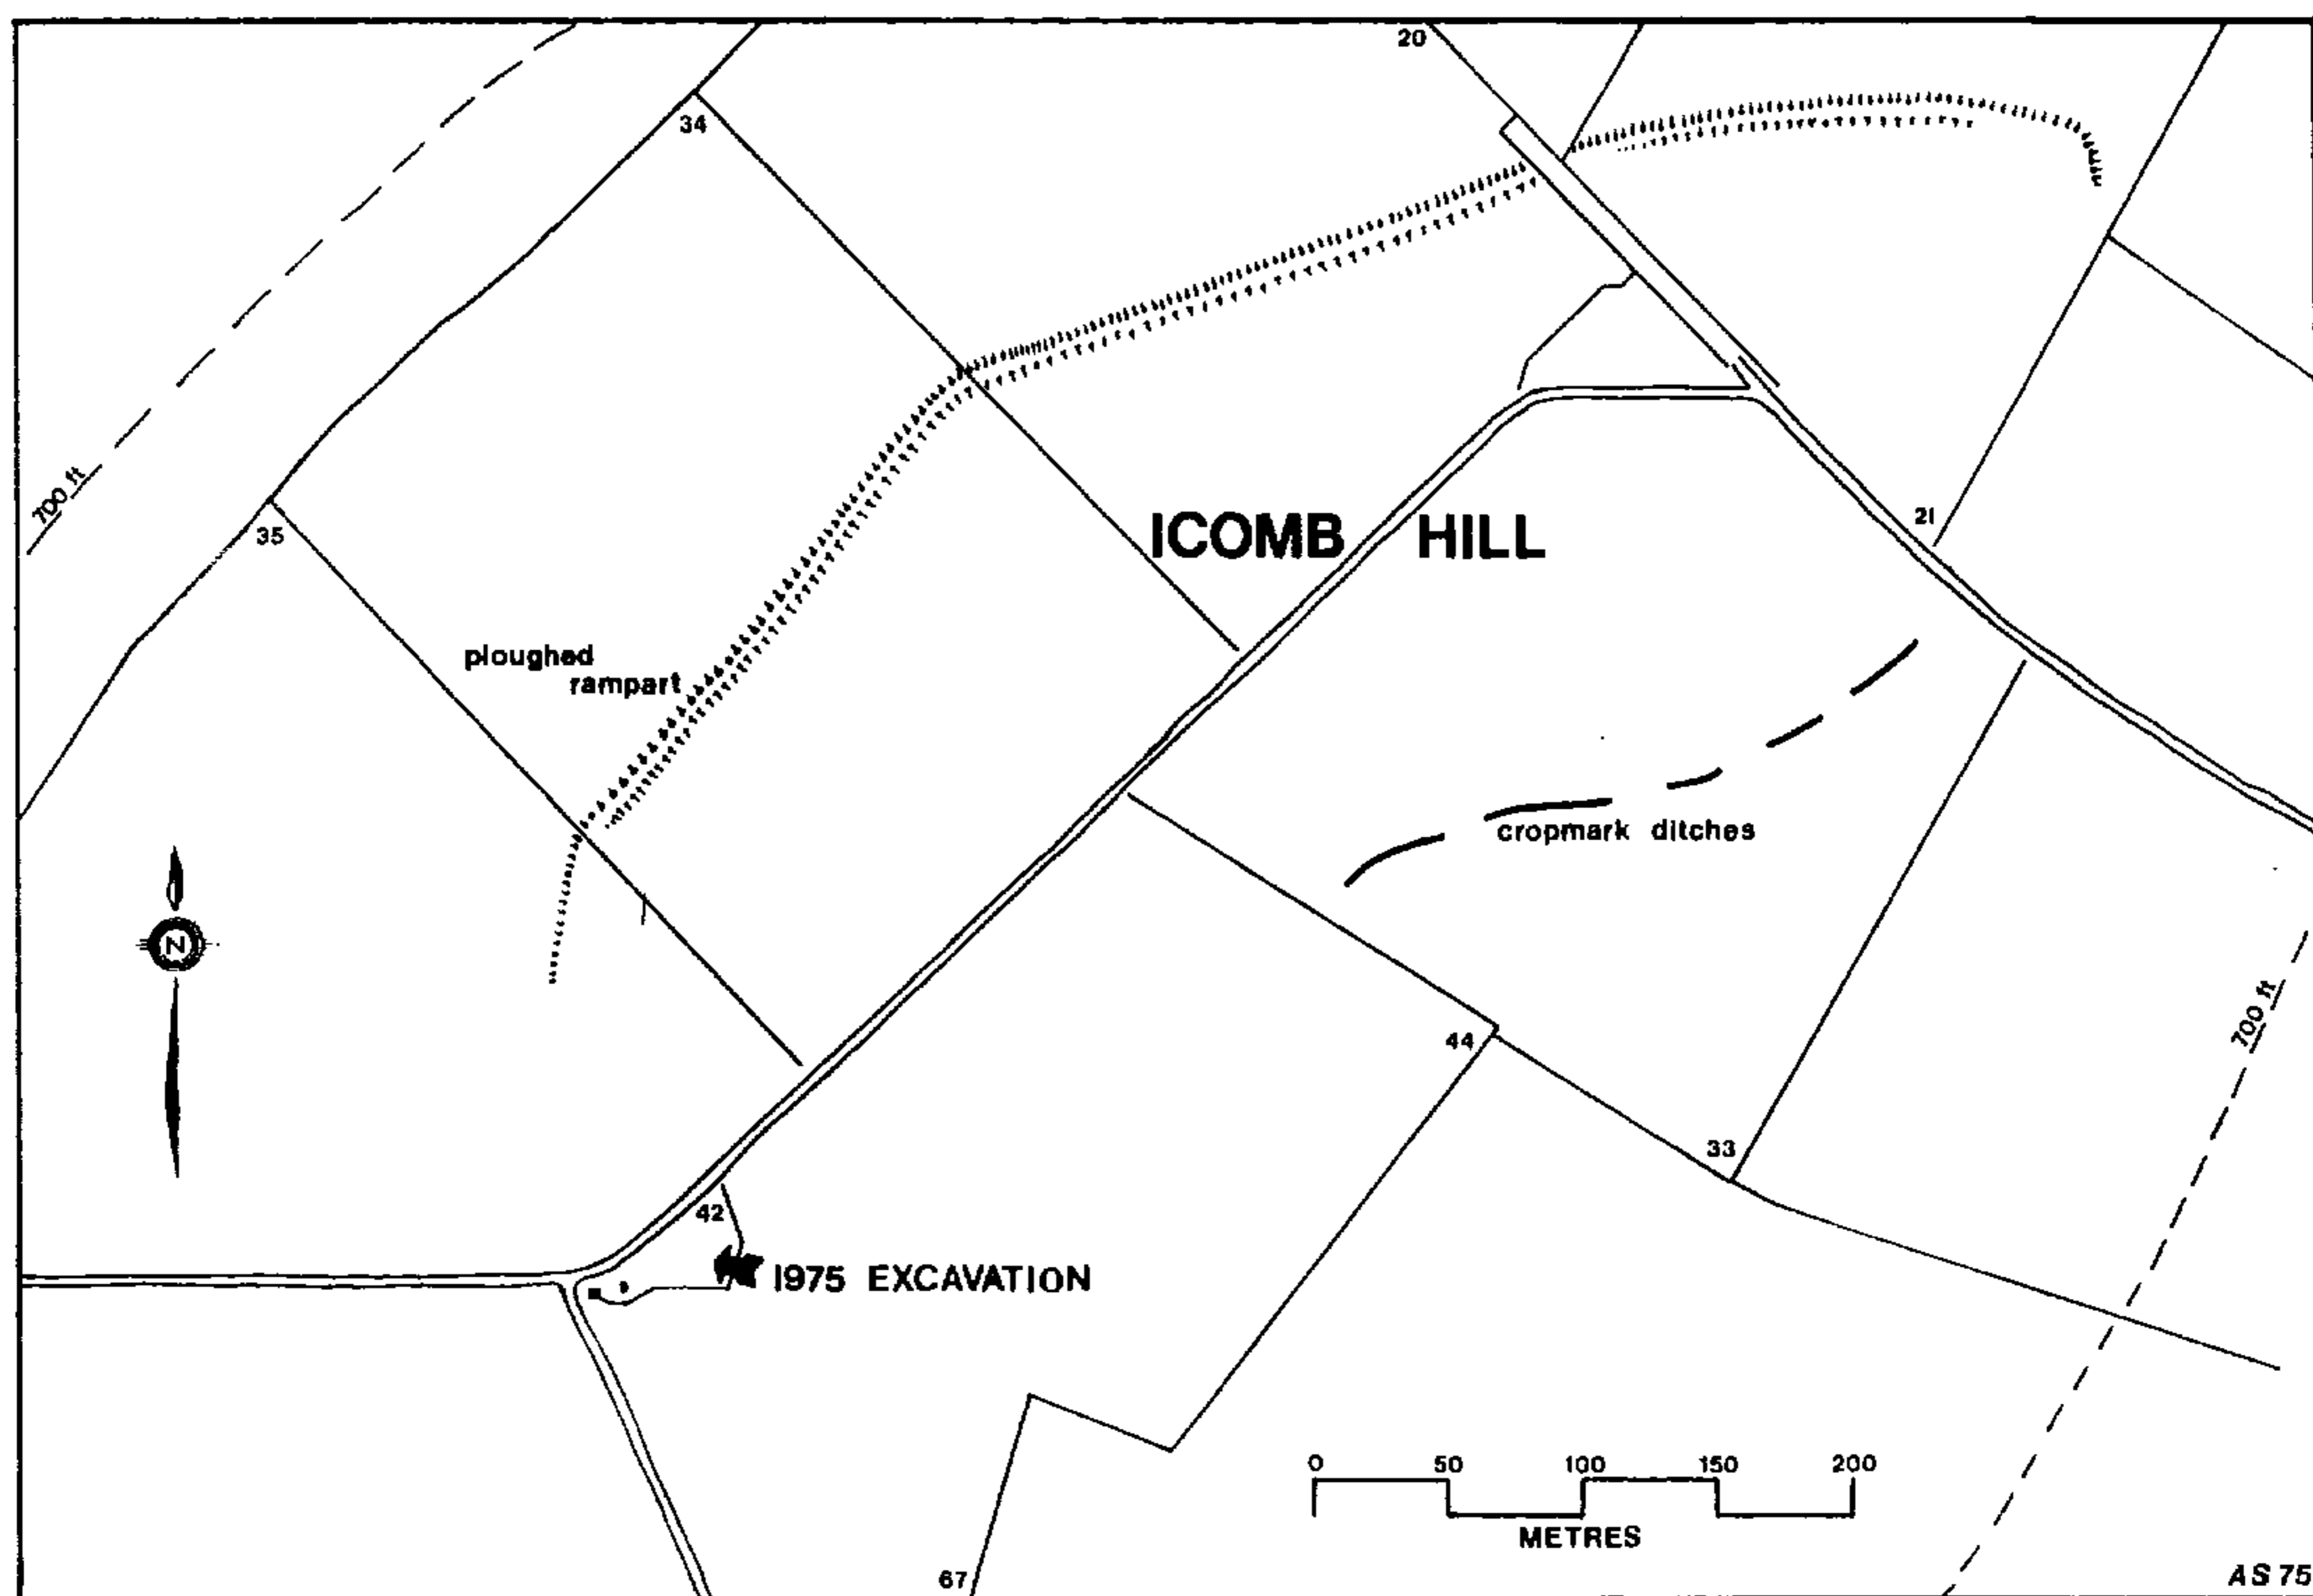 20
34
700 ft
35
ICOMB HILL
21
ploughed
rampart
cropmark ditches
N
700 ft
44
33
42
1975 EXCAVATION
0 50 100 150 200
METRES
67
AS 75